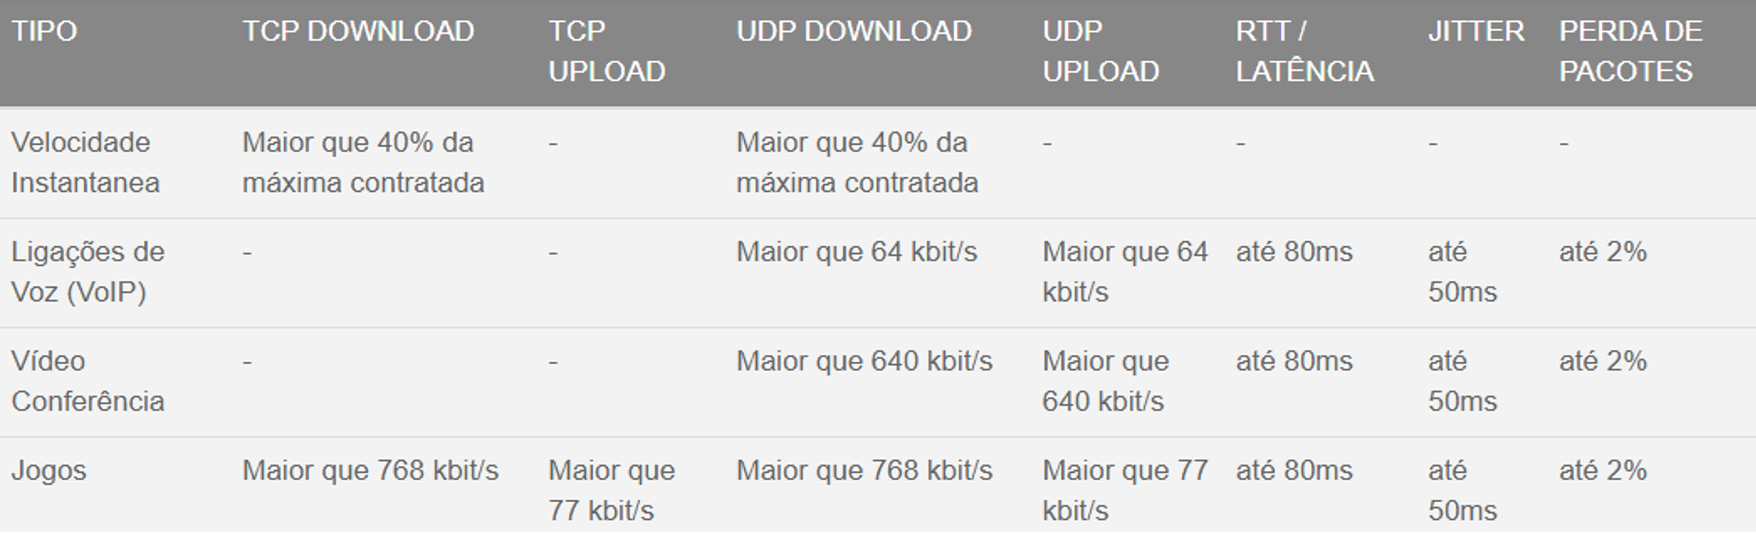 TIPO TCP DOWNLOAD TCP UPLOAD UDP DOWNLOAD UDP UPLOAD RTT / LATÊNCIA JITTER PERDA DE PACOTES
Velocidade Instantanea Maior que 40% da máxima contratada - Maior que 40% da máxima contratada - - - -
Ligações de Voz (VoIP) - - Maior que 64 kbit/s Maior que 64 kbit/s até 80ms até 50ms até 2%
Vídeo Conferência - - Maior que 640 kbit/s Maior que 640 kbit/s até 80ms até 50ms até 2%
Jogos Maior que 768 kbit/s Maior que 77 kbit/s Maior que 768 kbit/s Maior que 77 kbit/s até 80ms até 50ms até 2%